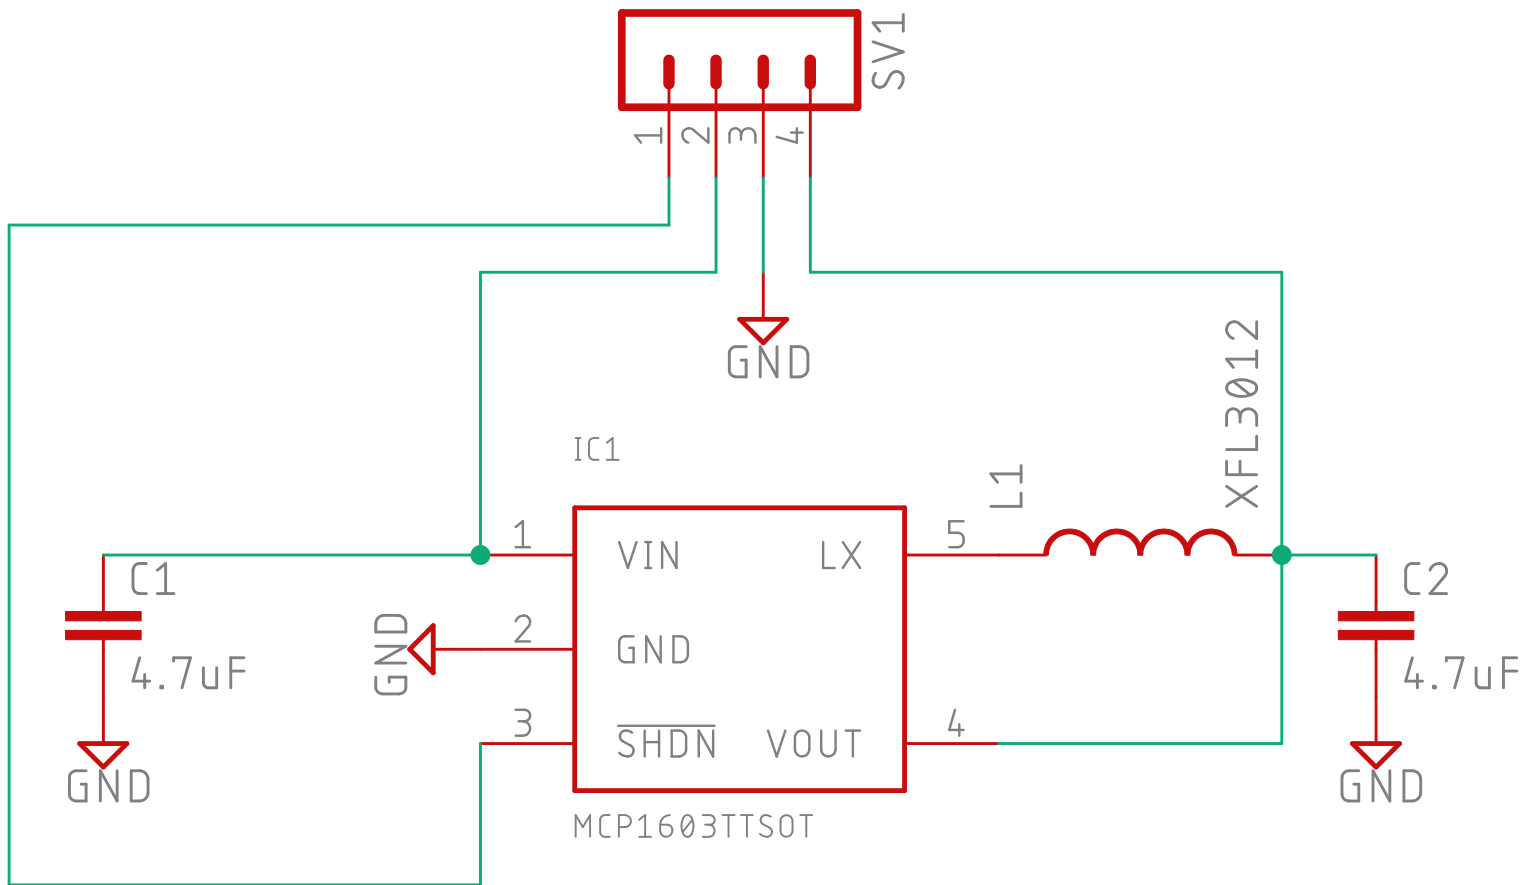 SV1
1
2
3
4
GND
XFL3012
IC1
L1
1
VIN
LX
5
C1
4.7uF
GND
2
GND
GND
3
SHDN
VOUT
4
C2
4.7uF
GND
MCP1603TTSOT